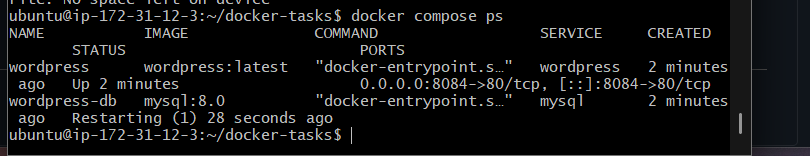 File: No space left on device
ubuntu@ip-172-31-12-3:~/docker-tasks$ docker compose ps
NAME IMAGE COMMAND SERVICE CREATED
STATUS PORTS
wordpress wordpress:latest "docker-entrypoint.s…" wordpress 2 minutes
ago Up 2 minutes 0.0.0.0:8084->80/tcp, [::]:8084->80/tcp
wordpress-db mysql:8.0 "docker-entrypoint.s…" mysql 2 minutes
ago Restarting (1) 28 seconds ago
ubuntu@ip-172-31-12-3:~/docker-tasks$